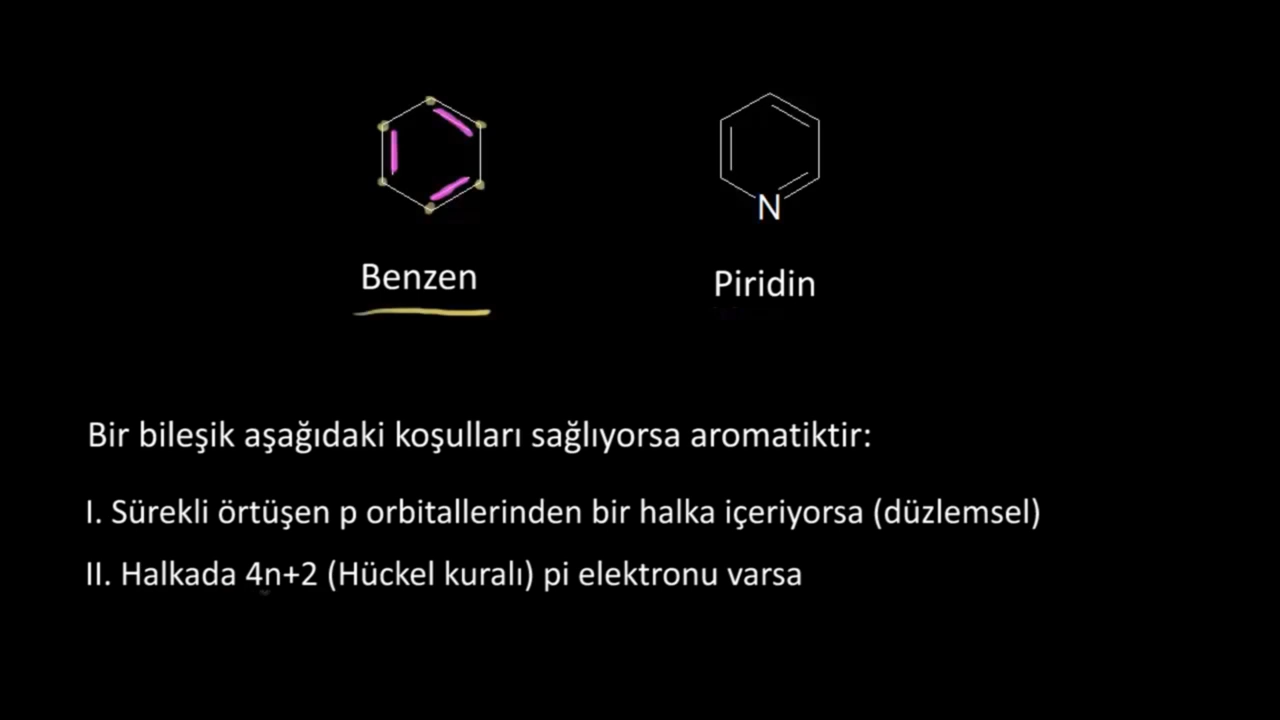 N
Benzen
Piridin
Bir bileşik aşağıdaki koşulları sağlıyorsa aromatiktir:
I. Sürekli örtüşen p orbitallerinden bir halka içeriyorsa (düzlemsel)
II. Halkada 4n+2 (Hückel kuralı) pi elektronu varsa